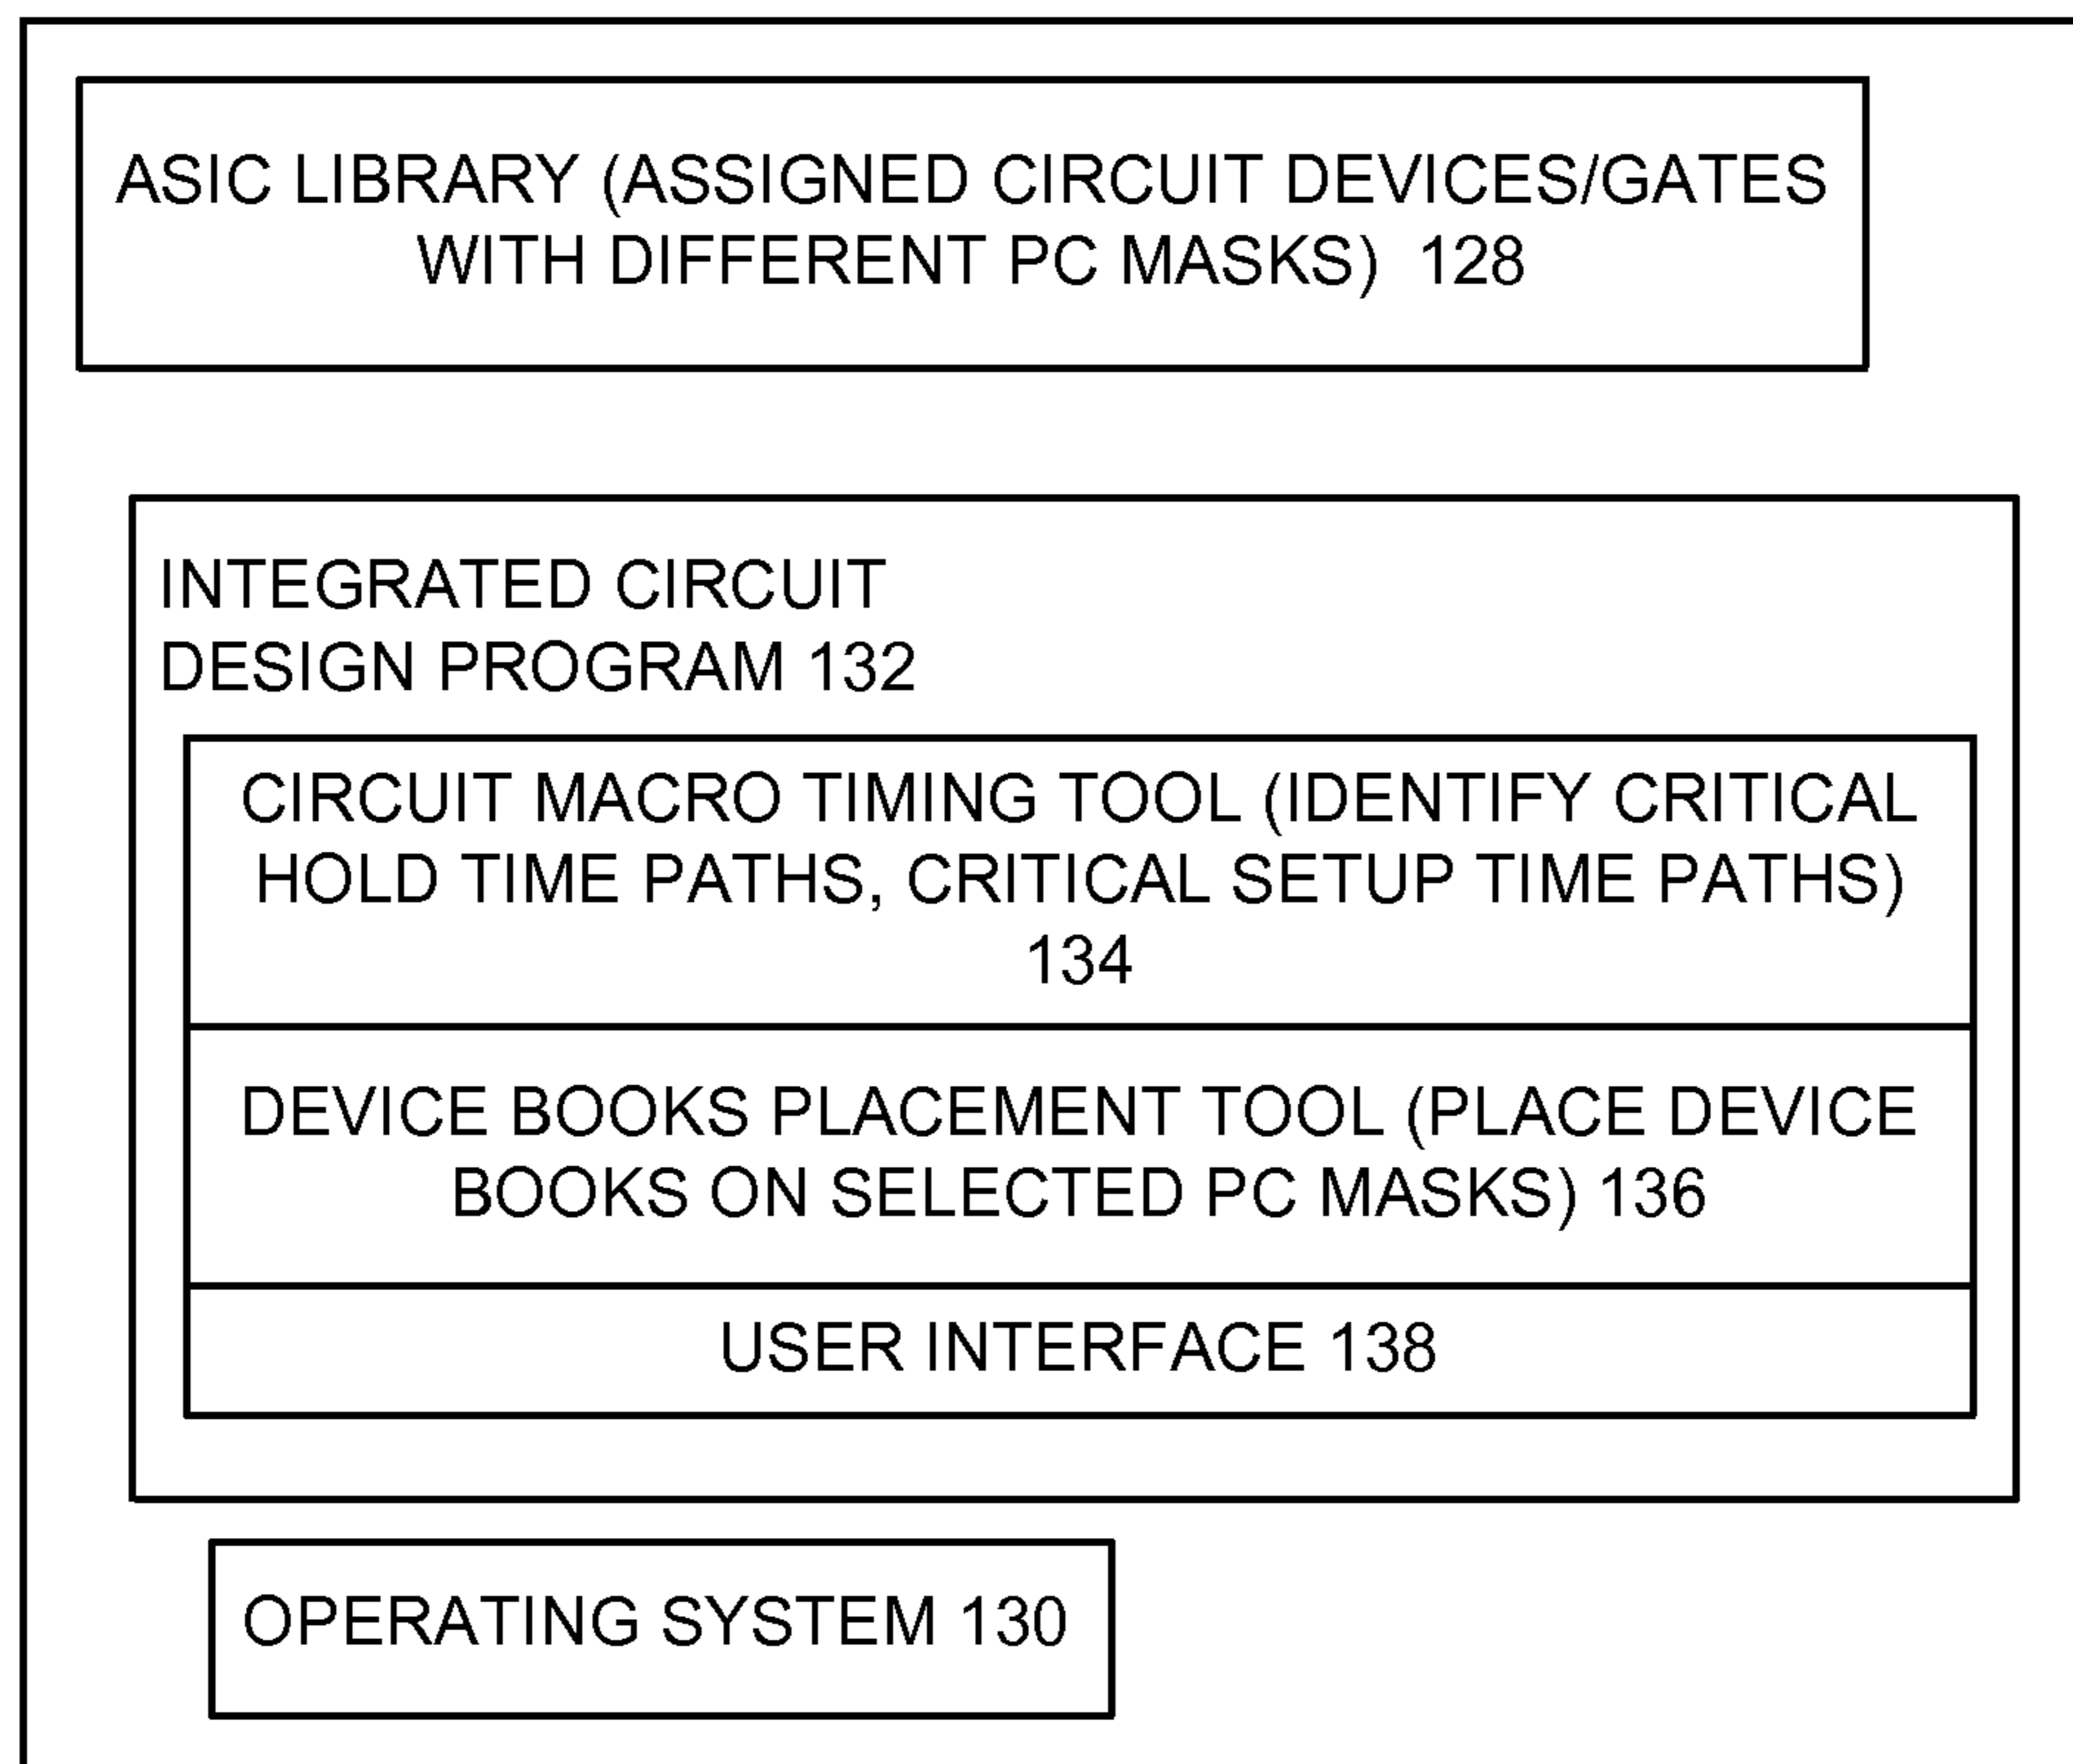 ASIC LIBRARY (ASSIGNED CIRCUIT DEVICES/GATES
WITH DIFFERENT PC MASKS) 128
INTEGRATED CIRCUIT
DESIGN PROGRAM 132
CIRCUIT MACRO TIMING TOOL (IDENTIFY CRITICAL
HOLD TIME PATHS, CRITICAL SETUP TIME PATHS)
134
DEVICE BOOKS PLACEMENT TOOL (PLACE DEVICE
BOOKS ON SELECTED PC MASKS) 136
USER INTERFACE 138
OPERATING SYSTEM 130